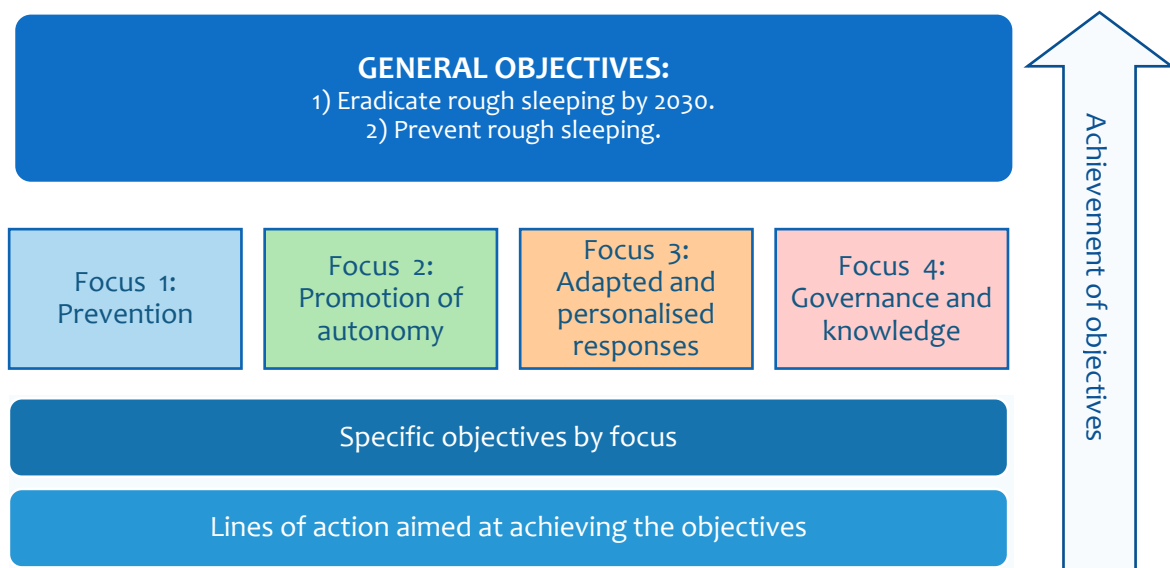 GENERAL OBJECTIVES:
1) Eradicate rough sleeping by 2030.
2) Prevent rough sleeping.
Focus 1:
Prevention
Focus 2:
Promotion of
autonomy
Focus 3:
Adapted and
personalised
responses
Focus 4:
Governance and
knowledge
Specific objectives by focus
Lines of action aimed at achieving the objectives
Achievement of objectives